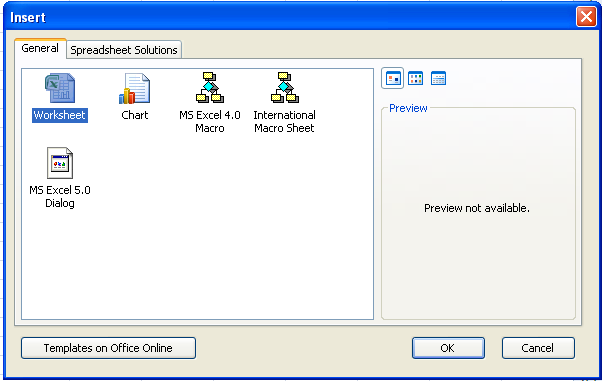 Insert
General
Spreadsheet Solutions
Worksheet
Chart
MS Excel 4.0
Macro
International
Macro Sheet
MS Excel 5.0
Dialog
Preview
Preview not available.
Templates on Office Online
OK
Cancel